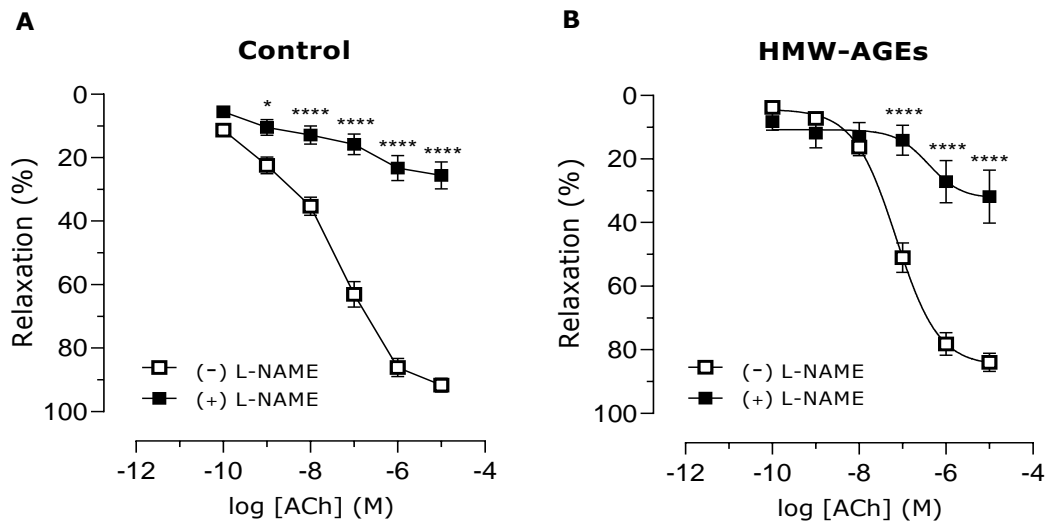 A
Control
0
20
40
60
80
100
Relaxation (%)
*
****
****
****
****
(-) L-NAME
(+) L-NAME
-12
-10
-8
-6
-4
log [ACh] (M)
B
HMW-AGEs
0
20
40
60
80
100
Relaxation (%)
****
****
****
(-) L-NAME
(+) L-NAME
-12
-10
-8
-6
-4
log [ACh] (M)